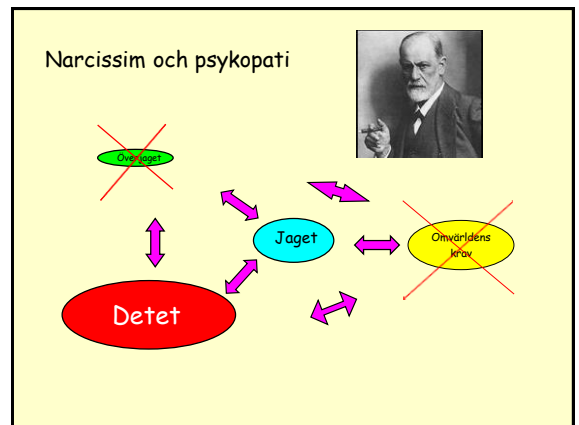 Narcissim och psykopati
Överjaget
Jaget
Omvärldens
krav
Detet